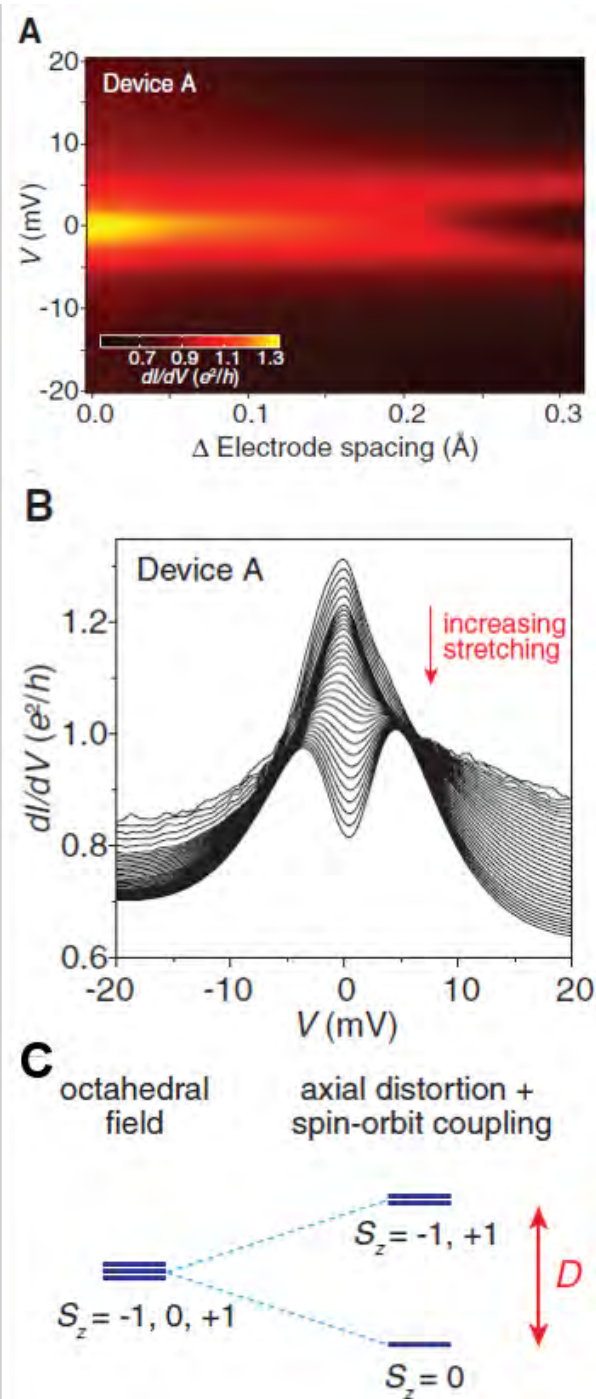 A
Device A
20
10
0
-10
-20
V (mV)
0.7 0.9 1.1 1.3
dI/dV (e²/h)
0.0 0.1 0.2 0.3
Δ Electrode spacing (Å)
B
Device A
increasing
stretching
1.2
1.0
0.8
0.6
dI/dV (e²/h)
-20 -10 0 10 20
V (mV)
C
octahedral
field
axial distortion +
spin-orbit coupling
S_z = -1, +1
D
S_z = -1, 0, +1
S_z = 0